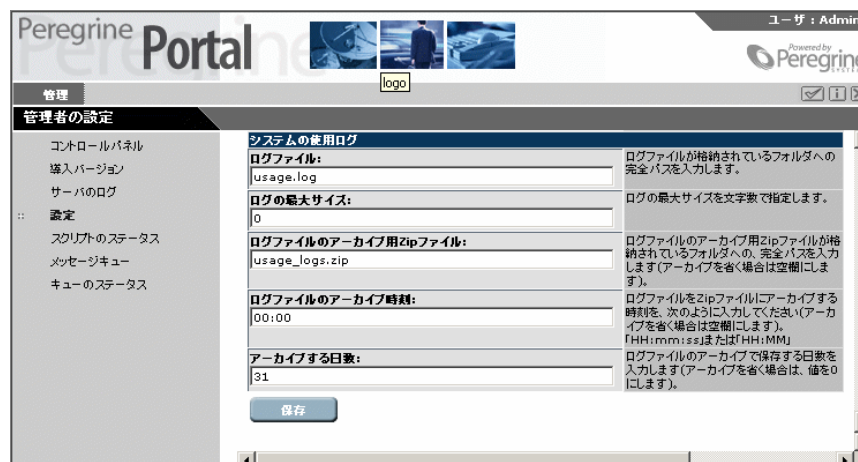 Peregrine
Portal
ユーザ : Admin
Powered by
Peregrine
SYSTEMS
logo
管理
管理者の設定
コントロールパネル
導入バージョン
サーバのログ
設定
スクリプトのステータス
メッセージキュー
キューのステータス
システムの使用ログ
ログファイル:
usage.log
ログファイルが格納されているフォルダへの
完全パスを入力します。
ログの最大サイズ:
0
ログの最大サイズを文字数で指定します。
ログファイルのアーカイブ用Zipファイル:
usage_logs.zip
ログファイルのアーカイブ用Zipファイルが格
納されているフォルダへの、完全パスを入力
します(アーカイブを省く場合は空欄にしま
す)。
ログファイルのアーカイブ時刻:
00:00
ログファイルをZipファイルにアーカイブする
時刻を、次のように入力してください(アーカ
イブを省く場合は空欄にします)。
「HH:mm:ss」または「HH:MM」
アーカイブする日数:
31
ログファイルのアーカイブで保存する日数を
入力します(アーカイブを省く場合は、値を0
にします)。
保存